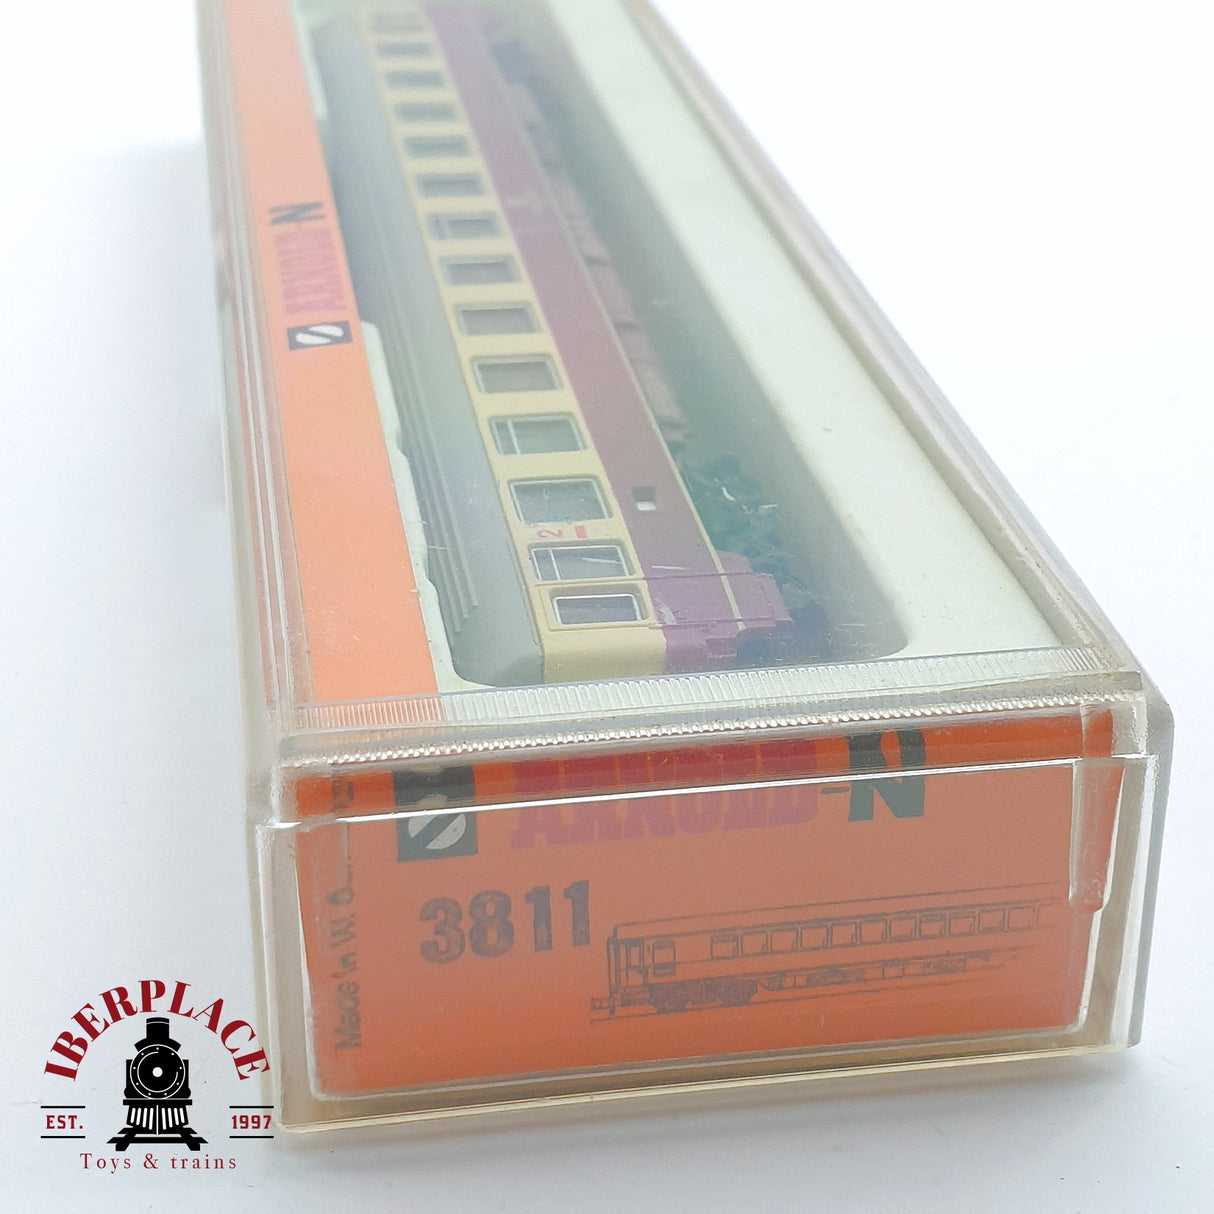 ARNOLD-N
2
ARNOLD-N
3811
Made in W.
IBERPLACE
EST. 1997
Toys & trains